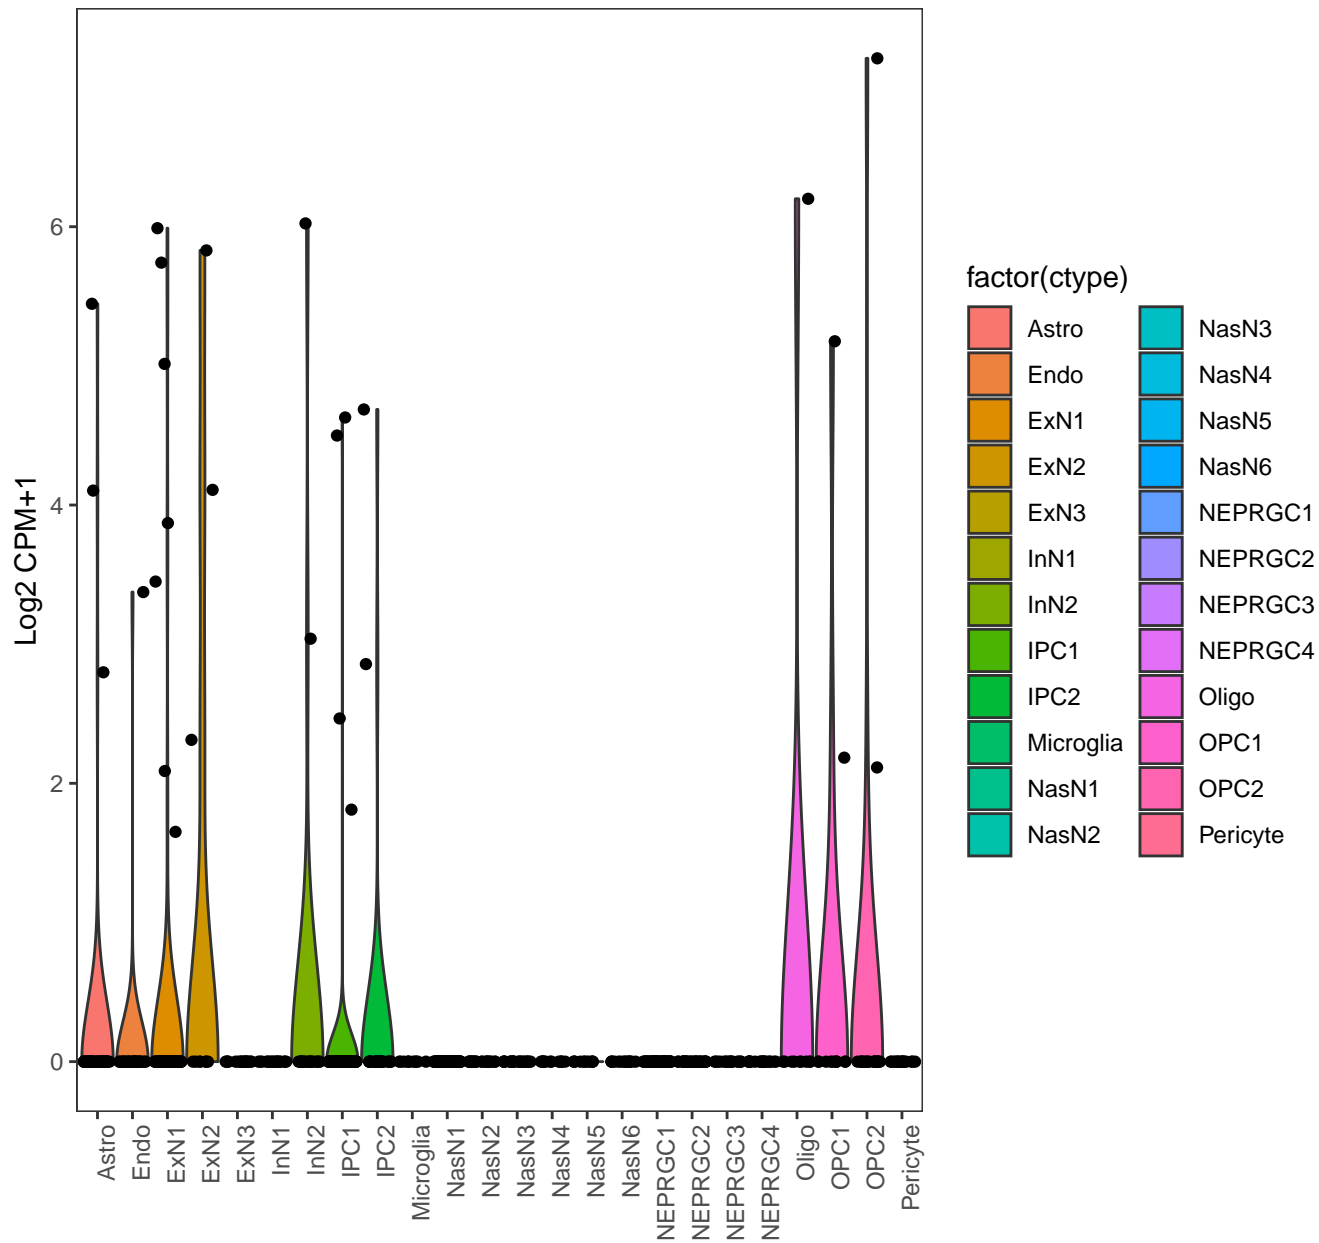 Log2 CPM+1
6
4
2
0
Astro
Endo
ExN1
ExN2
ExN3
InN1
InN2
IPC1
IPC2
Microglia
NasN1
NasN2
NasN3
NasN4
NasN5
NasN6
NEPRGC1
NEPRGC2
NEPRGC3
NEPRGC4
Oligo
OPC1
OPC2
Pericyte
factor(ctype)
Astro
Endo
ExN1
ExN2
ExN3
InN1
InN2
IPC1
IPC2
Microglia
NasN1
NasN2
NasN3
NasN4
NasN5
NasN6
NEPRGC1
NEPRGC2
NEPRGC3
NEPRGC4
Oligo
OPC1
OPC2
Pericyte